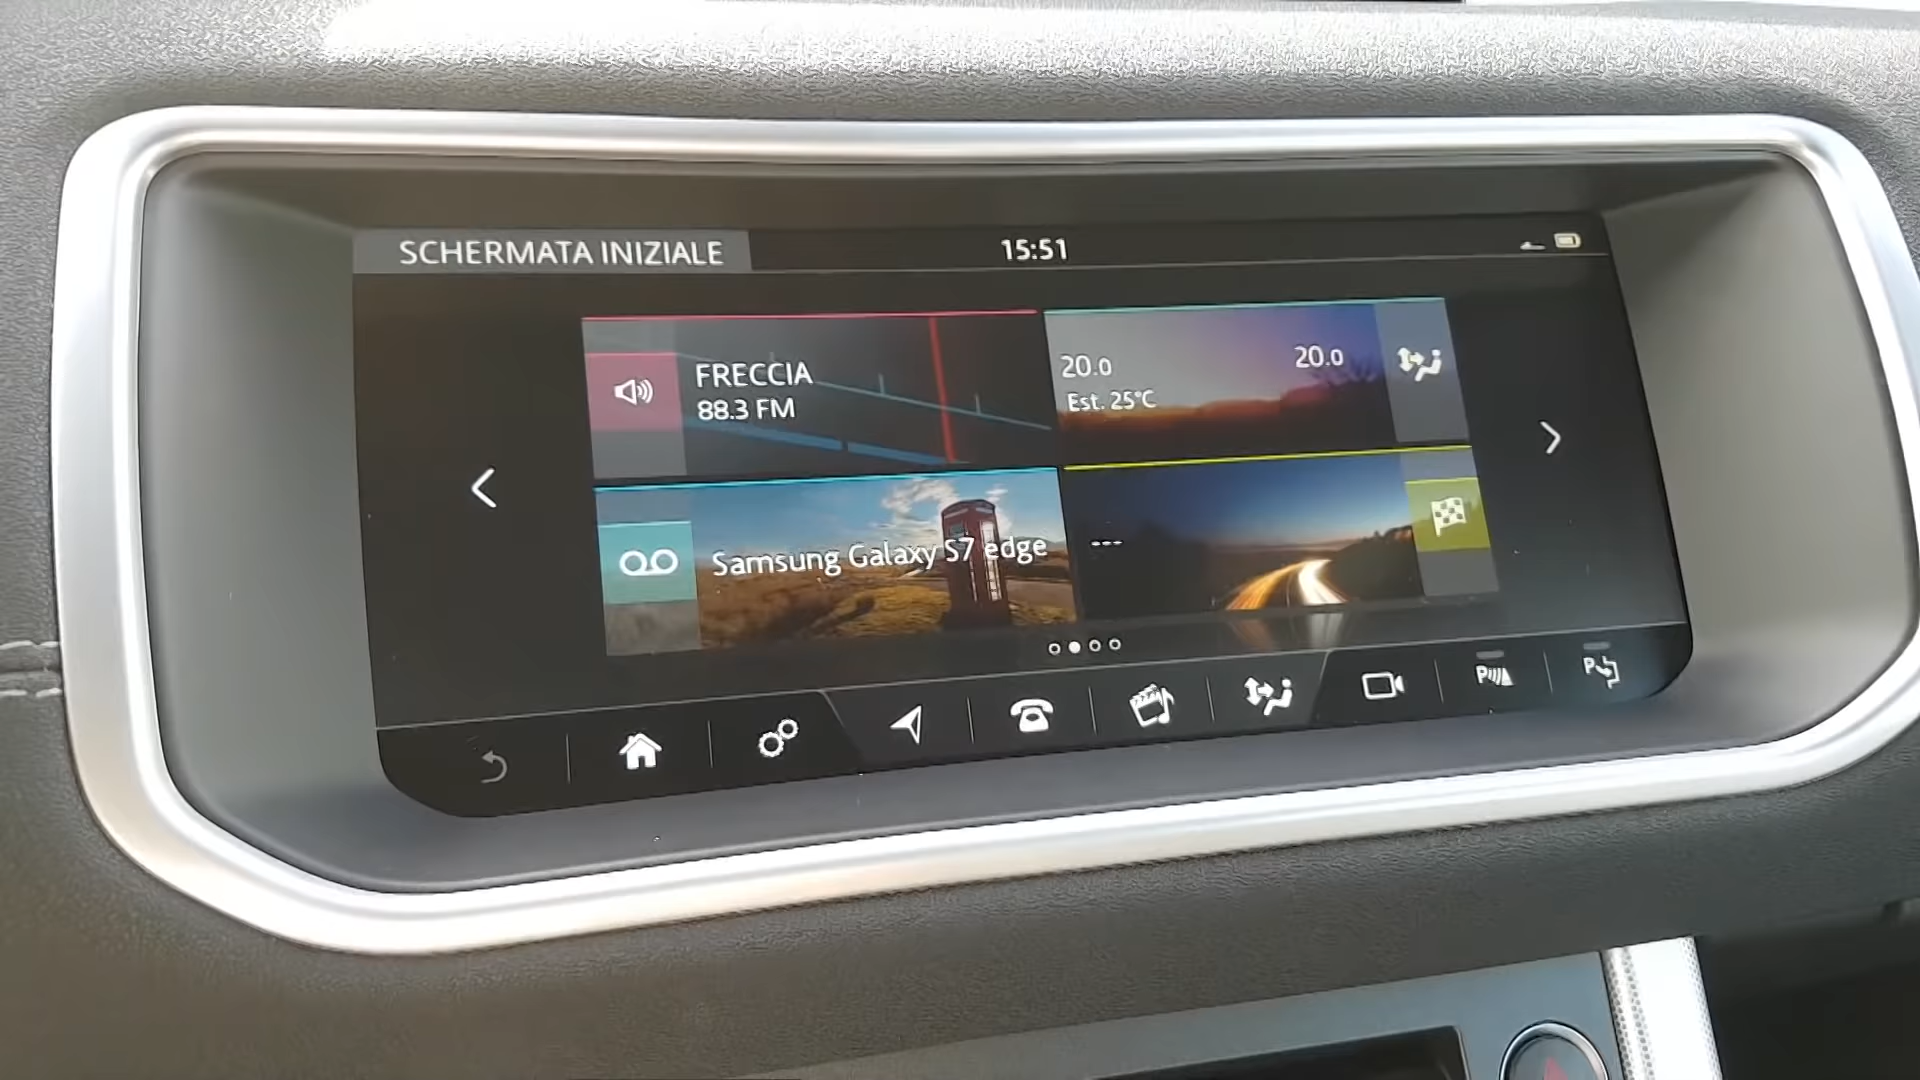 SCHERMATA INIZIALE
15:51
FRECCIA
88.3 FM
20.0
20.0
Est. 25°C
Samsung Galaxy S7 edge
---
P
P